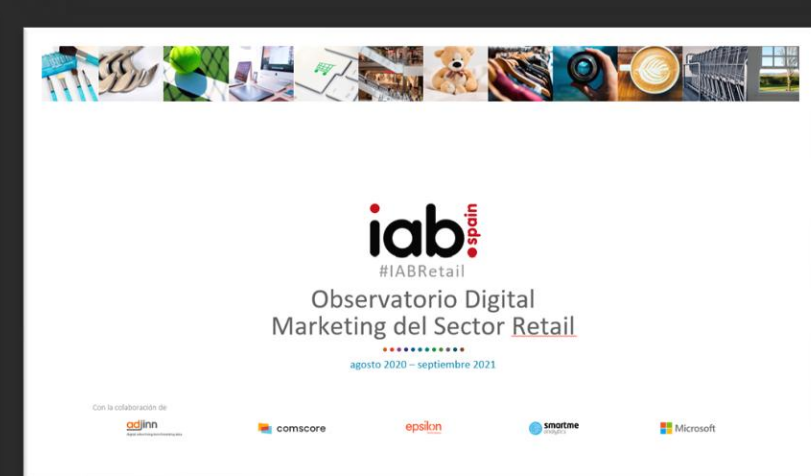 iab
spain
#IABRetail
Observatorio Digital
Marketing del Sector Retail
agosto 2020 – septiembre 2021
Con la colaboración de
adjinn
comscore
epsilon
smartme
analytics
Microsoft